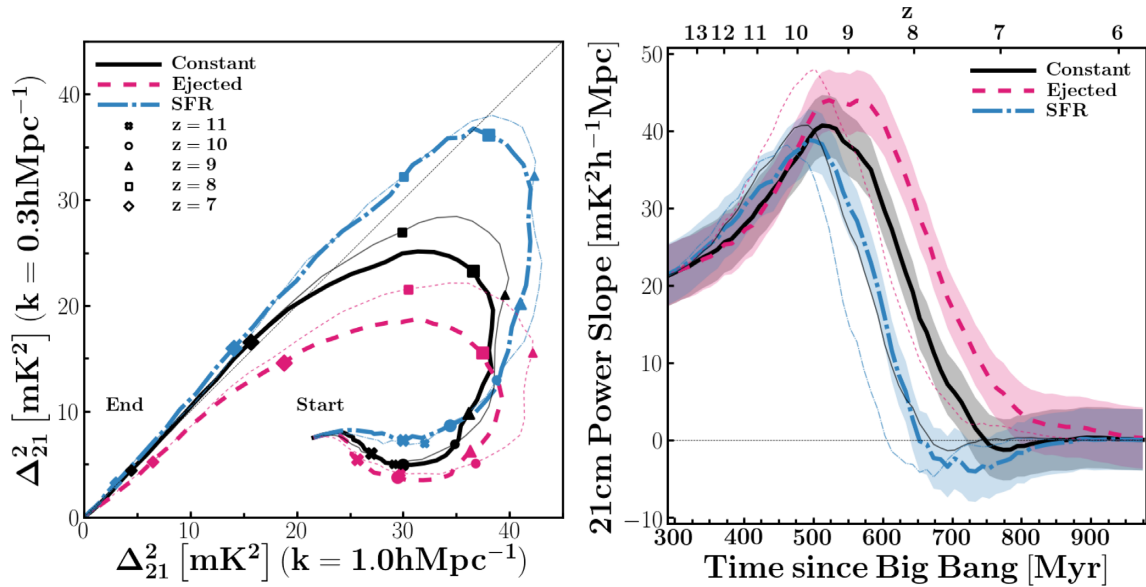 40
30
20
10
0
Δ²₂₁ [mK²] (k = 0.3hMpc⁻¹)
Constant
Ejected
SFR
z = 11
z = 10
z = 9
z = 8
z = 7
End
Start
0 10 20 30 40
Δ²₂₁ [mK²] (k = 1.0hMpc⁻¹)
z
13 12 11 10 9 8 7 6
50
40
30
20
10
0
−10
21cm Power Slope [mK²h⁻¹Mpc]
Constant
Ejected
SFR
300 400 500 600 700 800 900
Time since Big Bang [Myr]